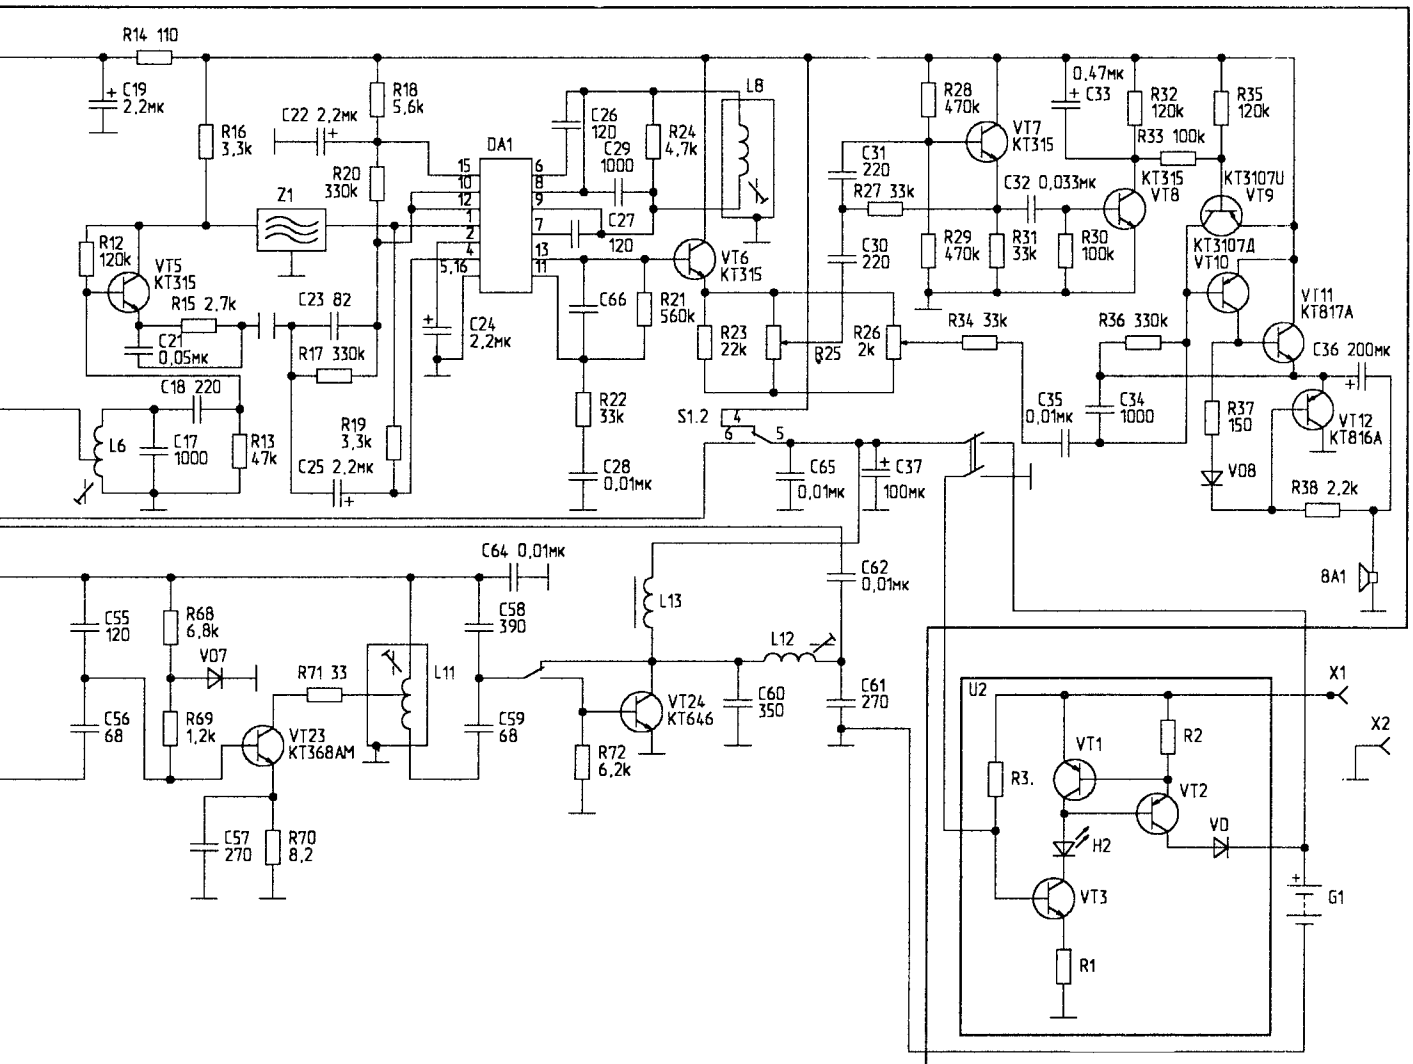 R14 110
C19
2,2мк
R16
3,3k
C22 2,2мк
R18
5,6k
R20
330k
Z1
DA1
15
10
12
1
2
4
5,16
6
8
9
7
13
11
C26
120
C29
1000
R24
4,7k
L8
C27
120
R12
120k
VT5
КТ315
R15 2,7k
C21
0,05мк
C23 82
R17 330k
C24
2,2мк
C66
R21
560k
VT6
КТ315
R23
22k
R25
R26
2k
C31
220
R27 33k
C30
220
R28
470k
R29
470k
VT7
КТ315
R31
33k
C32 0,033мк
R30
100k
0,47мк
C33
R32
120k
R33 100k
R35
120k
КТ315
VT8
КТ3107U
VT9
КТ3107Д
VT10
VT11
КТ817А
R34 33k
R36 330k
C36 200мк
C35
0,01мк
C34
1000
R37
150
VT12
КТ816А
VD8
R38 2,2k
BA1
C18 220
L6
C17
1000
R13
47k
R19
3,3k
C25 2,2мк
R22
33k
C28
0,01мк
S1.2
4
6
5
C65
0,01мк
C37
100мк
C64 0,01мк
C55
120
R68
6,8k
VD7
C56
68
R69
1,2k
VT23
КТ368АМ
R71 33
L11
C58
390
C59
68
C57
270
R70
8,2
L13
VT24
КТ646
R72
6,2k
L12
C62
0,01мк
C60
350
C61
270
U2
X1
X2
VT1
R2
R3.
VT2
VD
H2
VT3
R1
G1